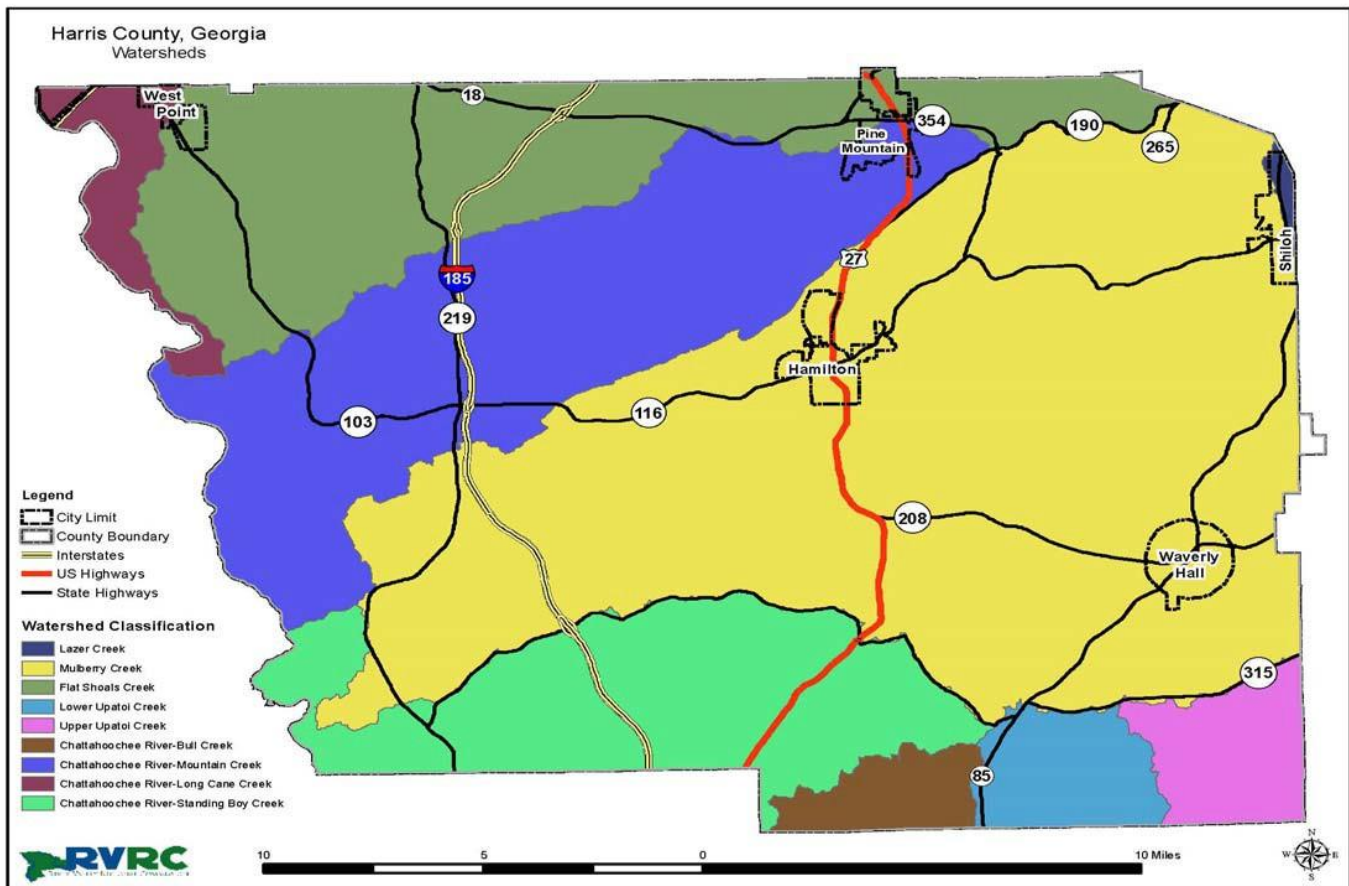 Harris County, Georgia
Watersheds
West
Point
18
354
190
265
Pine
Mountain
Shiloh
27
185
219
Hamilton
116
103
208
Waverly
Hall
315
85
Legend
City Limit
County Boundary
Interstates
US Highways
State Highways
Watershed Classification
Lazer Creek
Mulberry Creek
Flat Shoals Creek
Lower Upatoi Creek
Upper Upatoi Creek
Chattahoochee River-Bull Creek
Chattahoochee River-Mountain Creek
Chattahoochee River-Long Cane Creek
Chattahoochee River-Standing Boy Creek
RVRC
10 5 0 10 Miles
N
W E
S